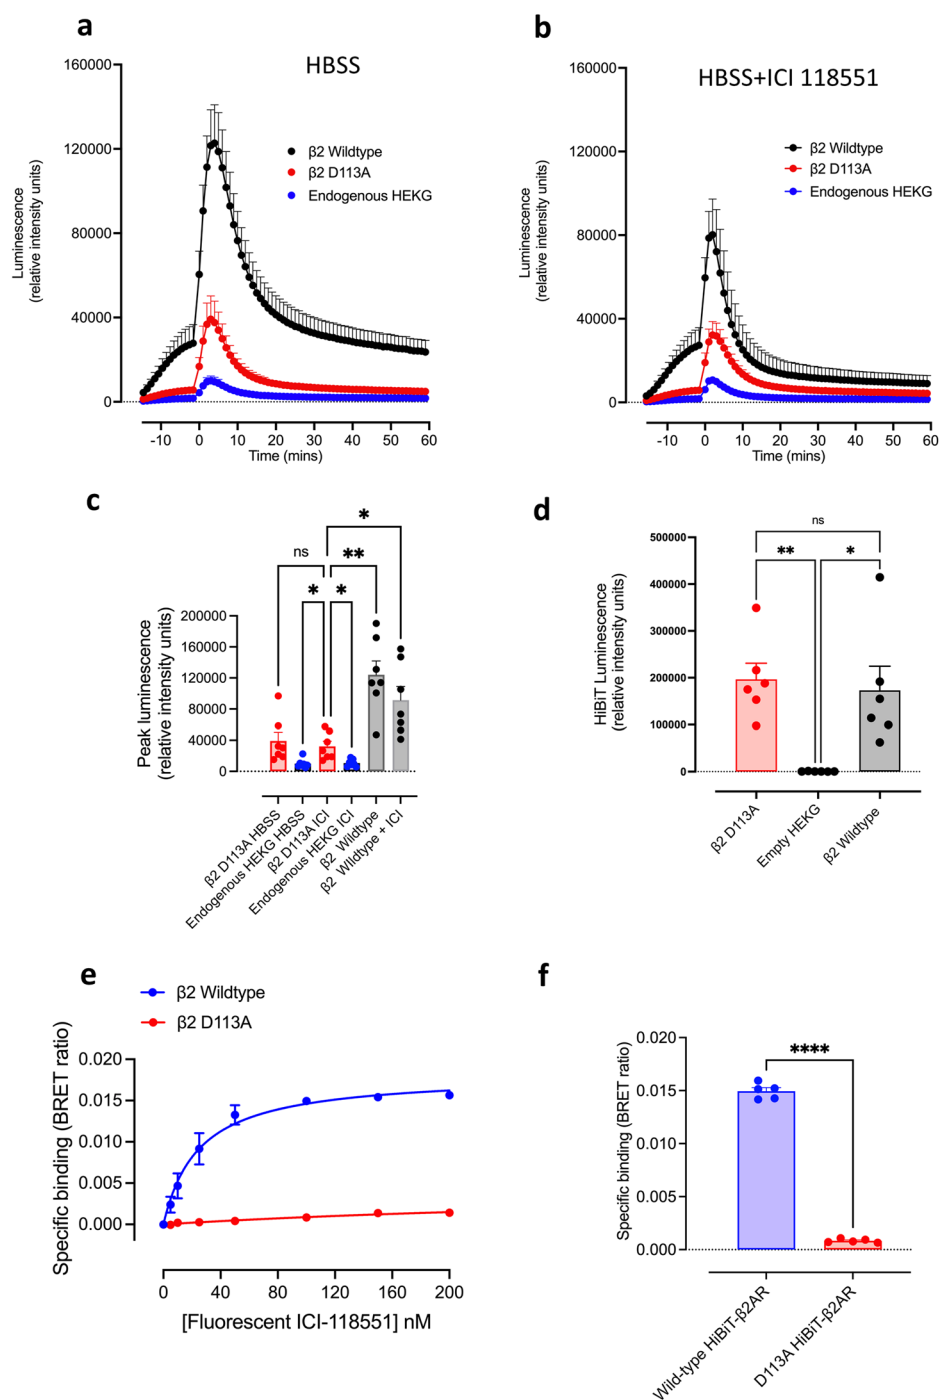 a
HBSS
160000
120000
80000
40000
0
Luminescence
(relative intensity units)
β2 Wildtype
β2 D113A
Endogenous HEKG
-10 0 10 20 30 40 50 60
Time (mins)
b
HBSS+ICI 118551
160000
120000
80000
40000
0
Luminescence
(relative intensity units)
β2 Wildtype
β2 D113A
Endogenous HEKG
-10 0 10 20 30 40 50 60
Time (mins)
c
*
ns
**
*
*
200000
160000
120000
80000
40000
0
Peak luminescence
(relative intensity units)
β2 D113A HBSS
Endogenous HEKG HBSS
β2 D113A ICI
Endogenous HEKG ICI
β2 Wildtype
β2 Wildtype + ICI
d
ns
**
*
500000
400000
300000
200000
100000
0
HiBiT Luminescence
(relative intensity units)
β2 D113A
Empty HEKG
β2 Wildtype
e
β2 Wildtype
β2 D113A
0.020
0.015
0.010
0.005
0.000
Specific binding (BRET ratio)
0 40 80 120 160 200
[Fluorescent ICI-118551] nM
f
****
0.020
0.015
0.010
0.005
0.000
Specific binding (BRET ratio)
Wild-type HiBiT-β2AR
D113A HiBiT-β2AR